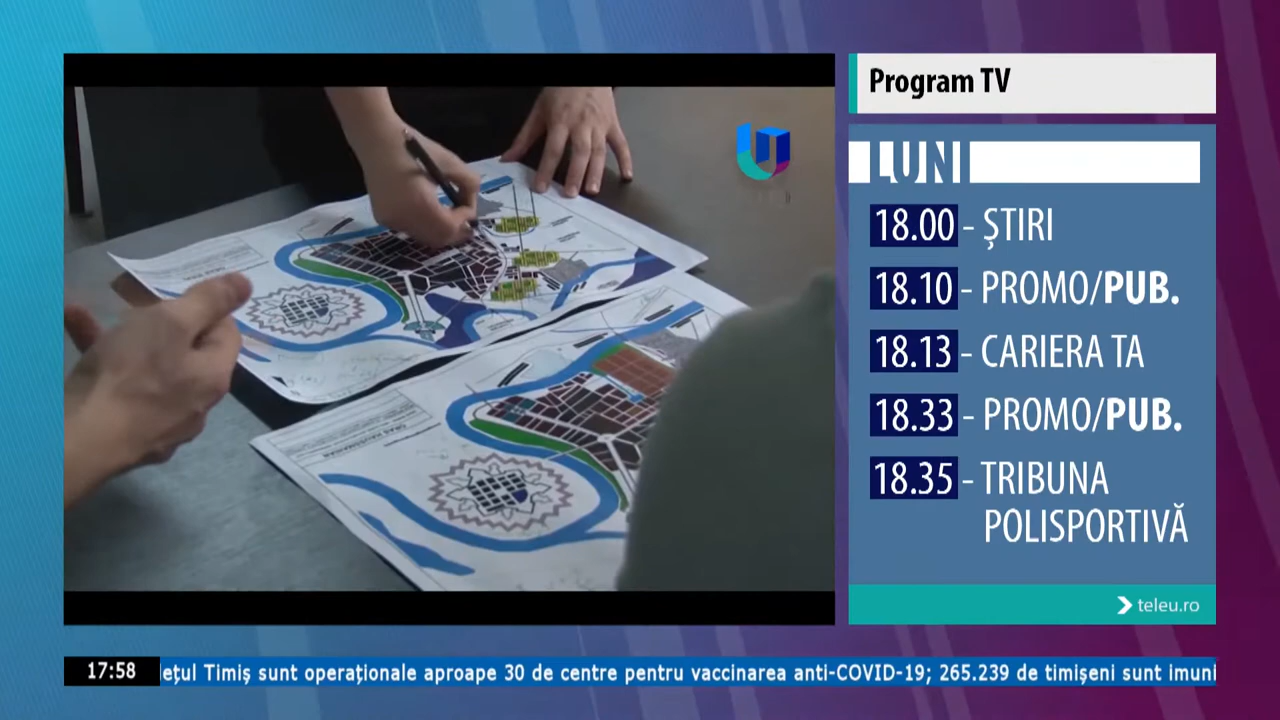 Program TV
LUNI
18.00 - ȘTIRI
18.10 - PROMO/PUB.
18.13 - CARIERA TA
18.33 - PROMO/PUB.
18.35 - TRIBUNA
POLISPORTIVĂ
teleu.ro
17:58 ețul Timiș sunt operaționale aproape 30 de centre pentru vaccinarea anti-COVID-19; 265.239 de timișeni sunt imuni